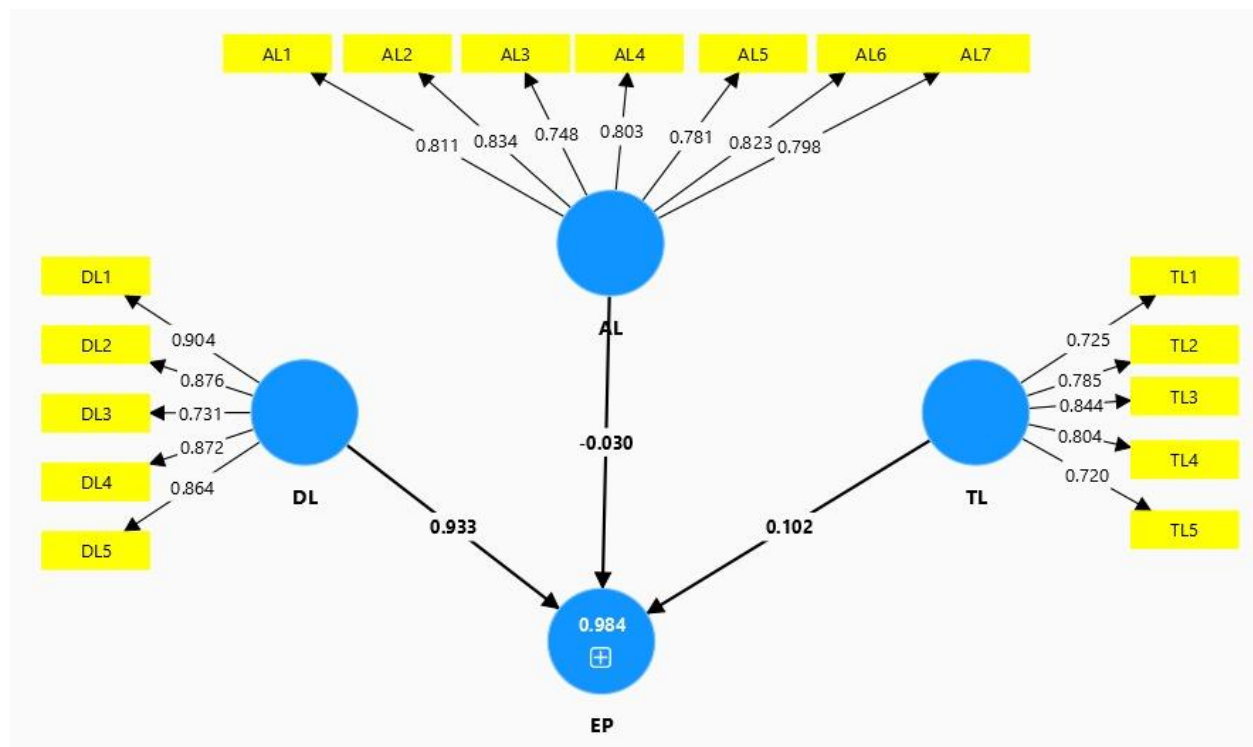 AL1 AL2 AL3 AL4 AL5 AL6 AL7
0.811 0.834 0.748 0.803 0.781 0.823 0.798
AL
DL1
DL2
DL3
DL4
DL5
0.904
0.876
0.731
0.872
0.864
DL
TL1
TL2
TL3
TL4
TL5
0.725
0.785
0.844
0.804
0.720
TL
-0.030
0.933
0.102
0.984
EP